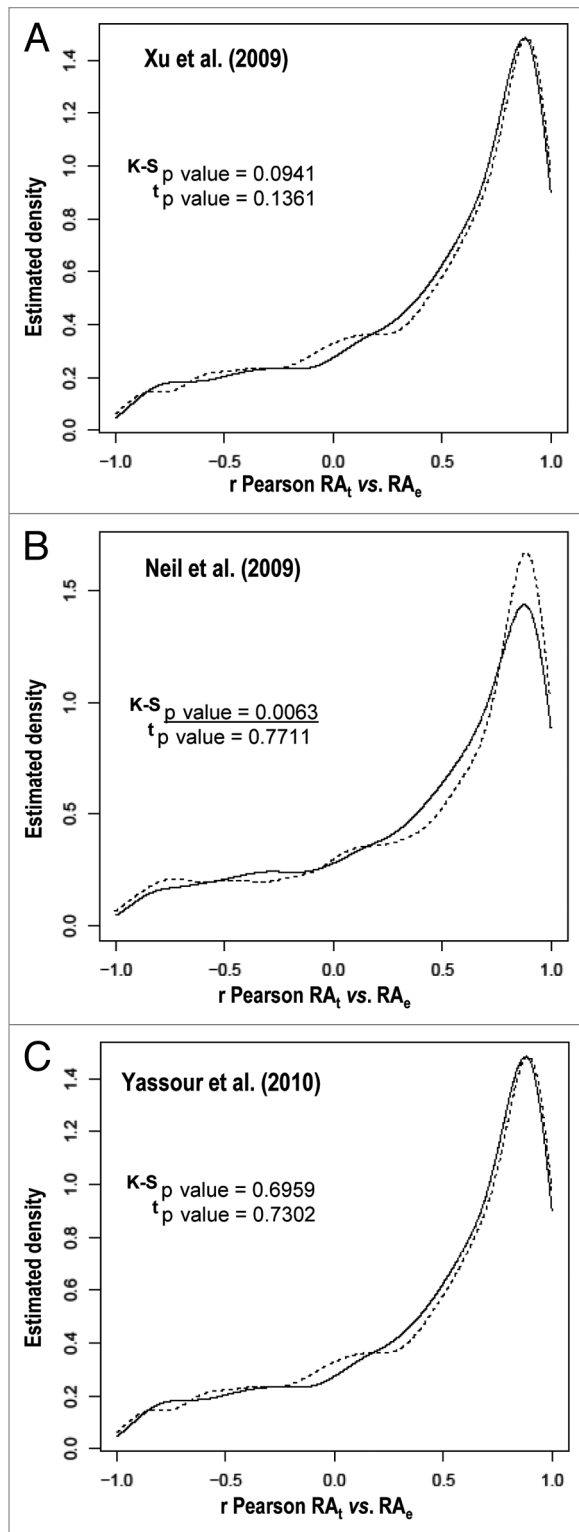 A
Xu et al. (2009)
K-S p value = 0.0941
t p value = 0.1361
Estimated density
0.0 0.2 0.4 0.6 0.8 1.0 1.2 1.4
−1.0 −0.5 0.0 0.5 1.0
r Pearson RAt vs. RAe
B
Neil et al. (2009)
K-S p value = 0.0063
t p value = 0.7711
Estimated density
0.0 0.5 1.0 1.5
−1.0 −0.5 0.0 0.5 1.0
r Pearson RAt vs. RAe
C
Yassour et al. (2010)
K-S p value = 0.6959
t p value = 0.7302
Estimated density
0.0 0.2 0.4 0.6 0.8 1.0 1.2 1.4
−1.0 −0.5 0.0 0.5 1.0
r Pearson RAt vs. RAe